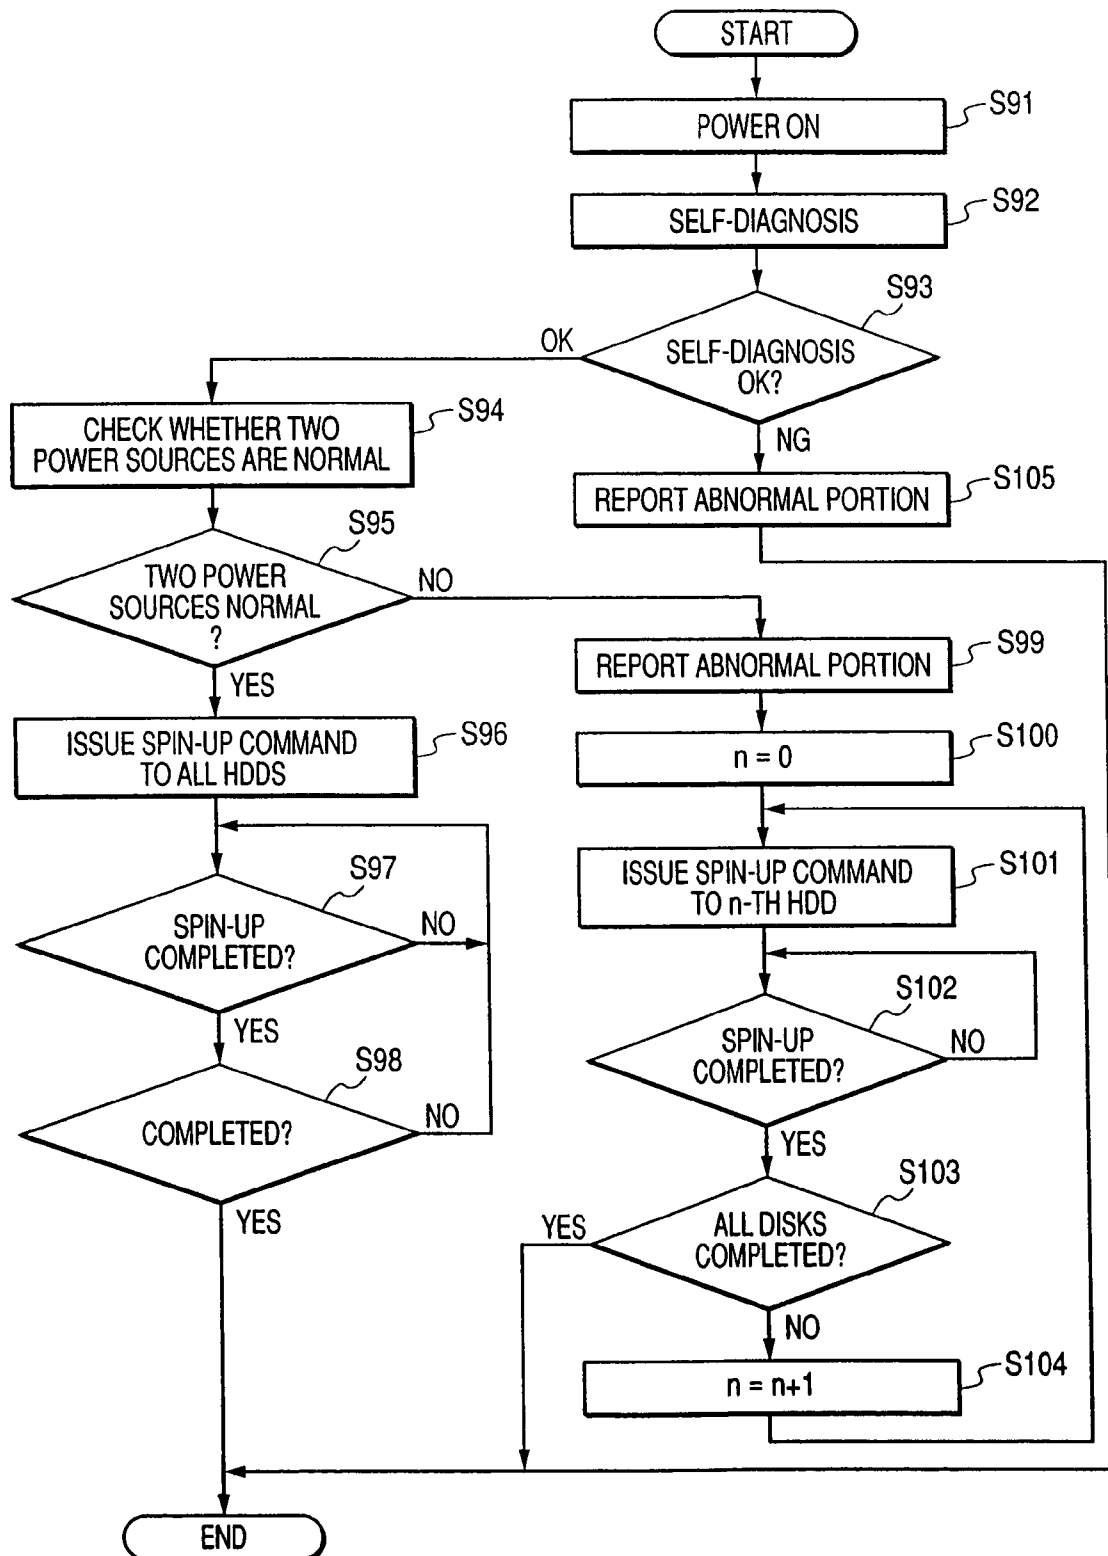 START
POWER ON
S91
SELF-DIAGNOSIS
S92
SELF-DIAGNOSIS
OK?
S93
OK
NG
CHECK WHETHER TWO
POWER SOURCES ARE NORMAL
S94
REPORT ABNORMAL PORTION
S105
TWO POWER
SOURCES NORMAL
?
S95
NO
YES
REPORT ABNORMAL PORTION
S99
ISSUE SPIN-UP COMMAND
TO ALL HDDS
S96
n = 0
S100
ISSUE SPIN-UP COMMAND
TO n-TH HDD
S101
SPIN-UP
COMPLETED?
S97
NO
YES
SPIN-UP
COMPLETED?
S102
NO
YES
COMPLETED?
S98
NO
YES
ALL DISKS
COMPLETED?
S103
YES
NO
n = n+1
S104
END